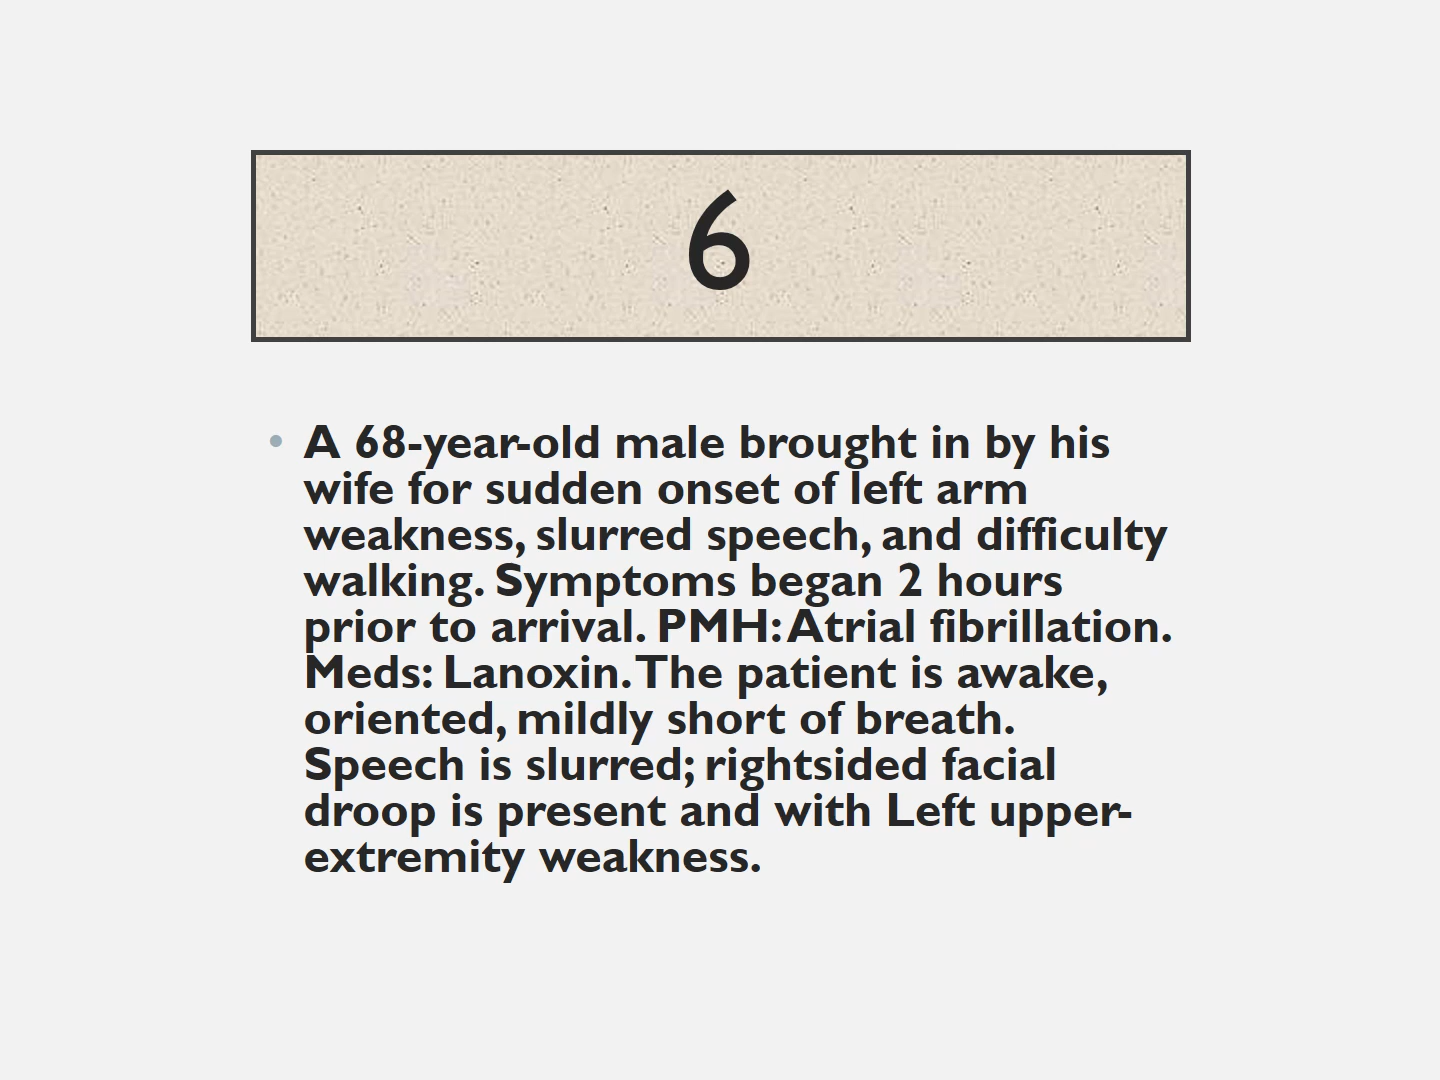 6
• A 68-year-old male brought in by his
wife for sudden onset of left arm
weakness, slurred speech, and difficulty
walking. Symptoms began 2 hours
prior to arrival. PMH: Atrial fibrillation.
Meds: Lanoxin. The patient is awake,
oriented, mildly short of breath.
Speech is slurred; rightsided facial
droop is present and with Left upper-
extremity weakness.